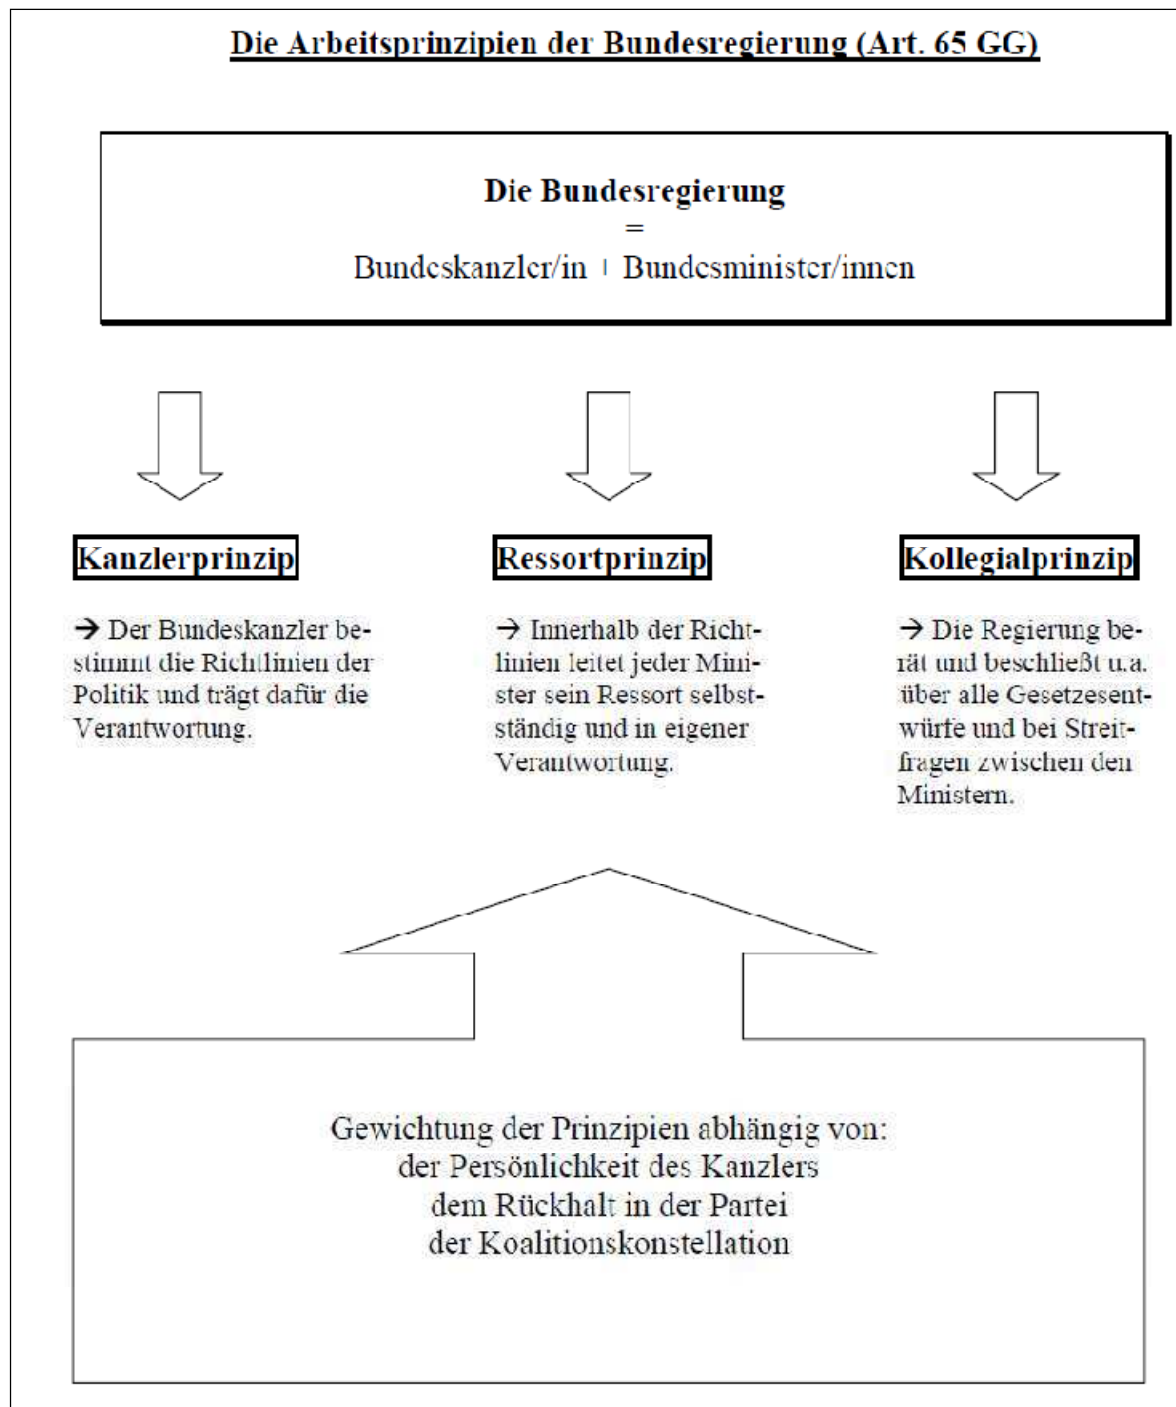 Die Arbeitsprinzipien der Bundesregierung (Art. 65 GG)
Die Bundesregierung
=
Bundeskanzler/in + Bundesminister/innen
Kanzlerprinzip
→ Der Bundeskanzler be-
stimmt die Richtlinien der
Politik und trägt dafür die
Verantwortung.
Ressortprinzip
→ Innerhalb der Richt-
linien leitet jeder Mini-
ster sein Ressort selbst-
ständig und in eigener
Verantwortung.
Kollegialprinzip
→ Die Regierung be-
rät und beschließt u.a.
über alle Gesetzesent-
würfe und bei Streit-
fragen zwischen den
Ministern.
Gewichtung der Prinzipien abhängig von:
der Persönlichkeit des Kanzlers
dem Rückhalt in der Partei
der Koalitionskonstellation